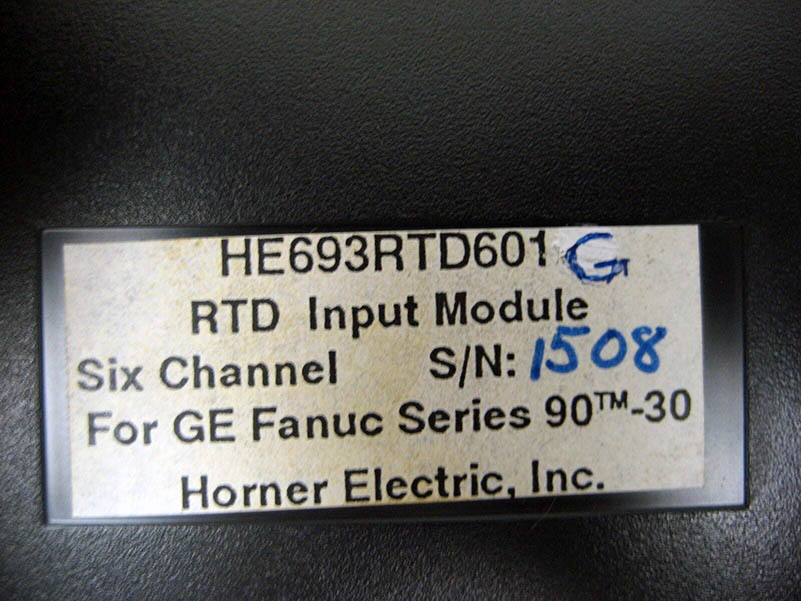 HE693RTD601 G
RTD Input Module
Six Channel S/N: 1508
For GE Fanuc Series 90™-30
Horner Electric, Inc.